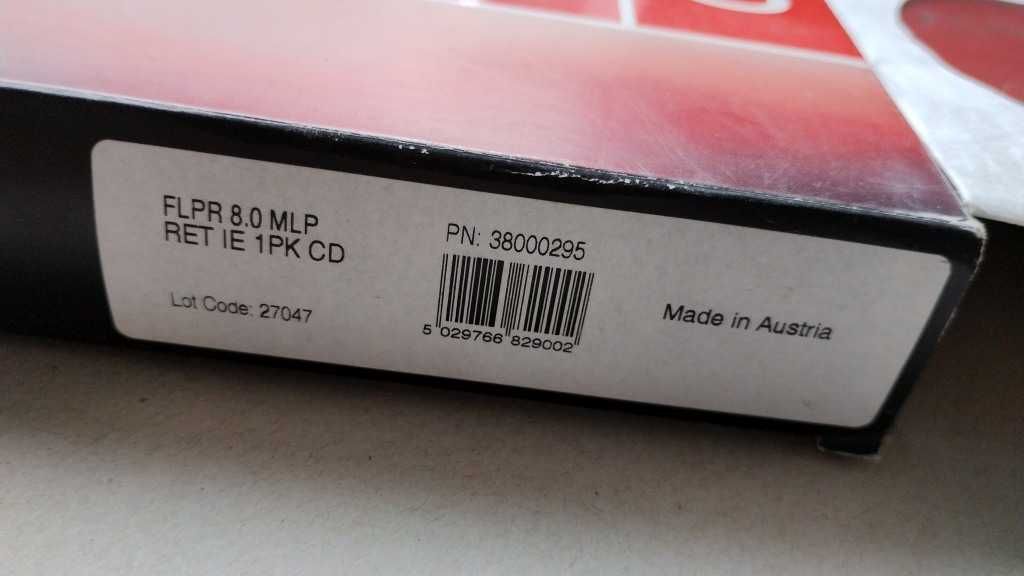 FLPR 8.0 MLP
RET IE 1PK CD
Lot Code: 27047
PN: 38000295
5 029766 829002
Made in Austria